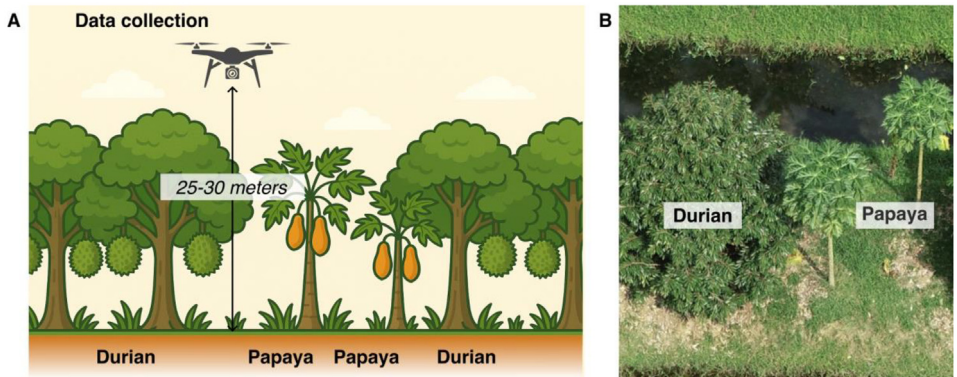 A
Data collection
25-30 meters
Durian
Papaya
Papaya
Durian
B
Durian
Papaya